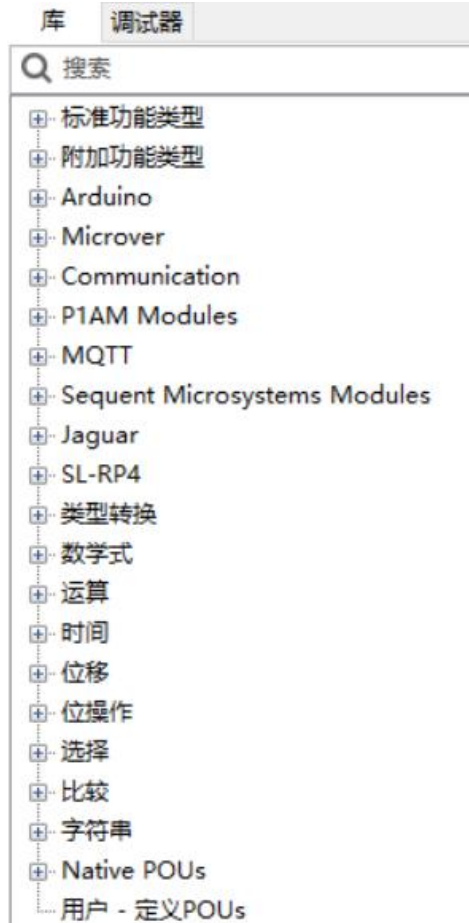 库 调试器
搜索
标准功能类型
附加功能类型
Arduino
Microver
Communication
P1AM Modules
MQTT
Sequent Microsystems Modules
Jaguar
SL-RP4
类型转换
数学式
运算
时间
位移
位操作
选择
比较
字符串
Native POUs
用户 - 定义POUs